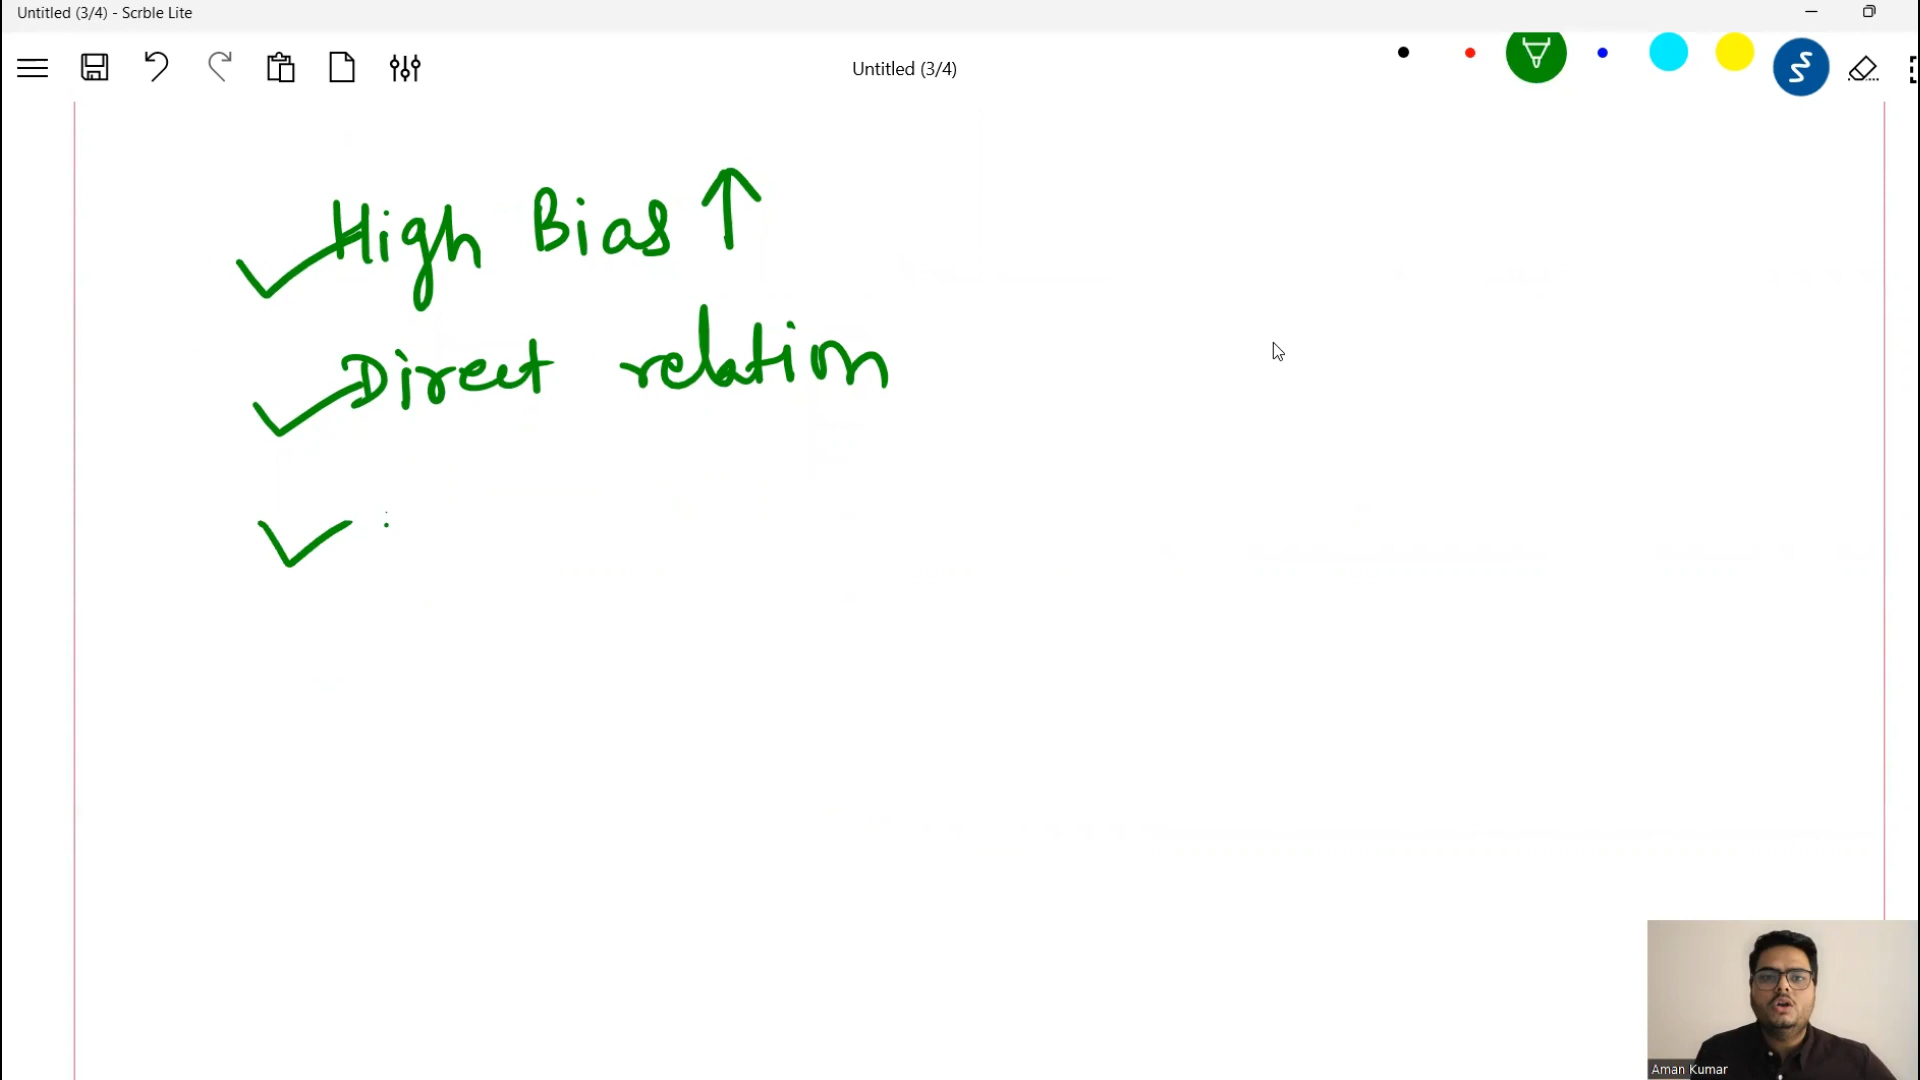 Untitled (3/4) - Scrble Lite
Untitled (3/4)
High Bias ↑
Direct relation
Aman Kumar